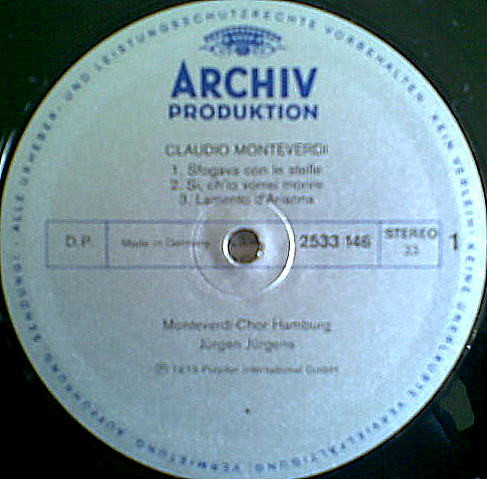 ALLE URHEBER- UND LEISTUNGSSCHUTZRECHTE VORBEHALTEN · KEIN VERLEIH! · KEINE UNERLAUBTE VERVIELFÄLTIGUNG, VERMIETUNG, AUFFÜHRUNG, SENDUNG! ·
ARCHIV
PRODUKTION
CLAUDIO MONTEVERDI
1. Sfogava con le stelle
2. Si, ch'io vorrei morire
3. Lamento d'Arianna
D.P. Made in Germany 2533 146 STEREO 1
33
Monteverdi-Chor Hamburg
Jürgen Jürgens
Ⓟ Polydor International GmbH